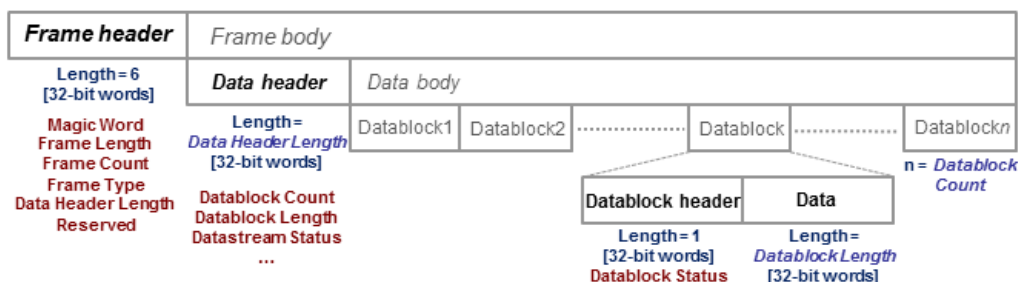 Frame header
Frame body
Length = 6
[32-bit words]
Magic Word
Frame Length
Frame Count
Frame Type
Data Header Length
Reserved
Data header
Data body
Length =
Data Header Length
[32-bit words]
Datablock Count
Datablock Length
Datastream Status
...
Datablock1
Datablock2
Datablock
Datablockn
n = Datablock
Count
Datablock header
Data
Length = 1
[32-bit words]
Datablock Status
Length =
Datablock Length
[32-bit words]